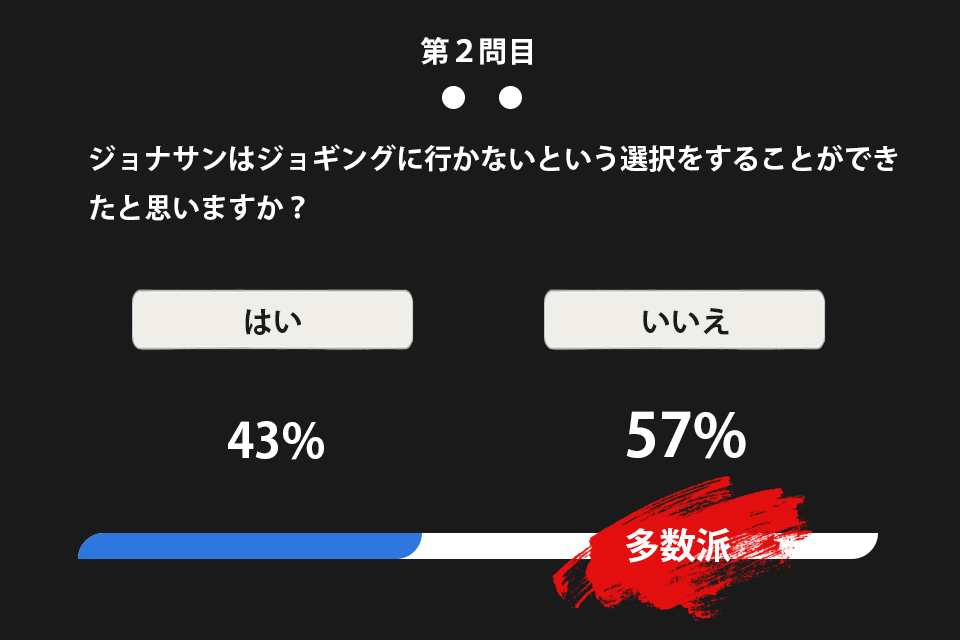 第２問目
ジョナサンはジョギングに行かないという選択をすることができ
たと思いますか？
はい
いいえ
43%
57%
多数派